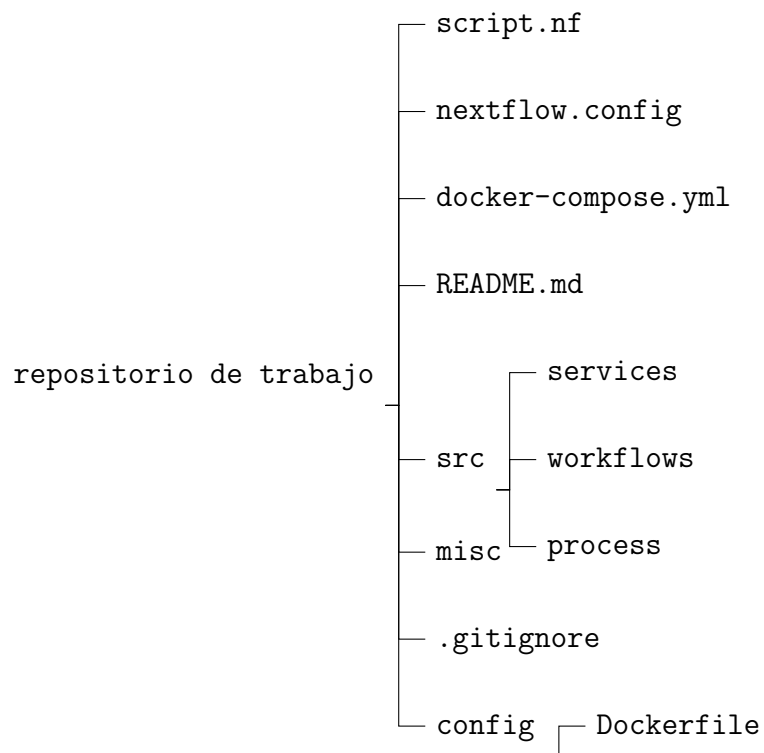 script.nf
nextflow.config
docker-compose.yml
README.md
repositorio de trabajo
services
src
workflows
process
misc
.gitignore
config
Dockerfile